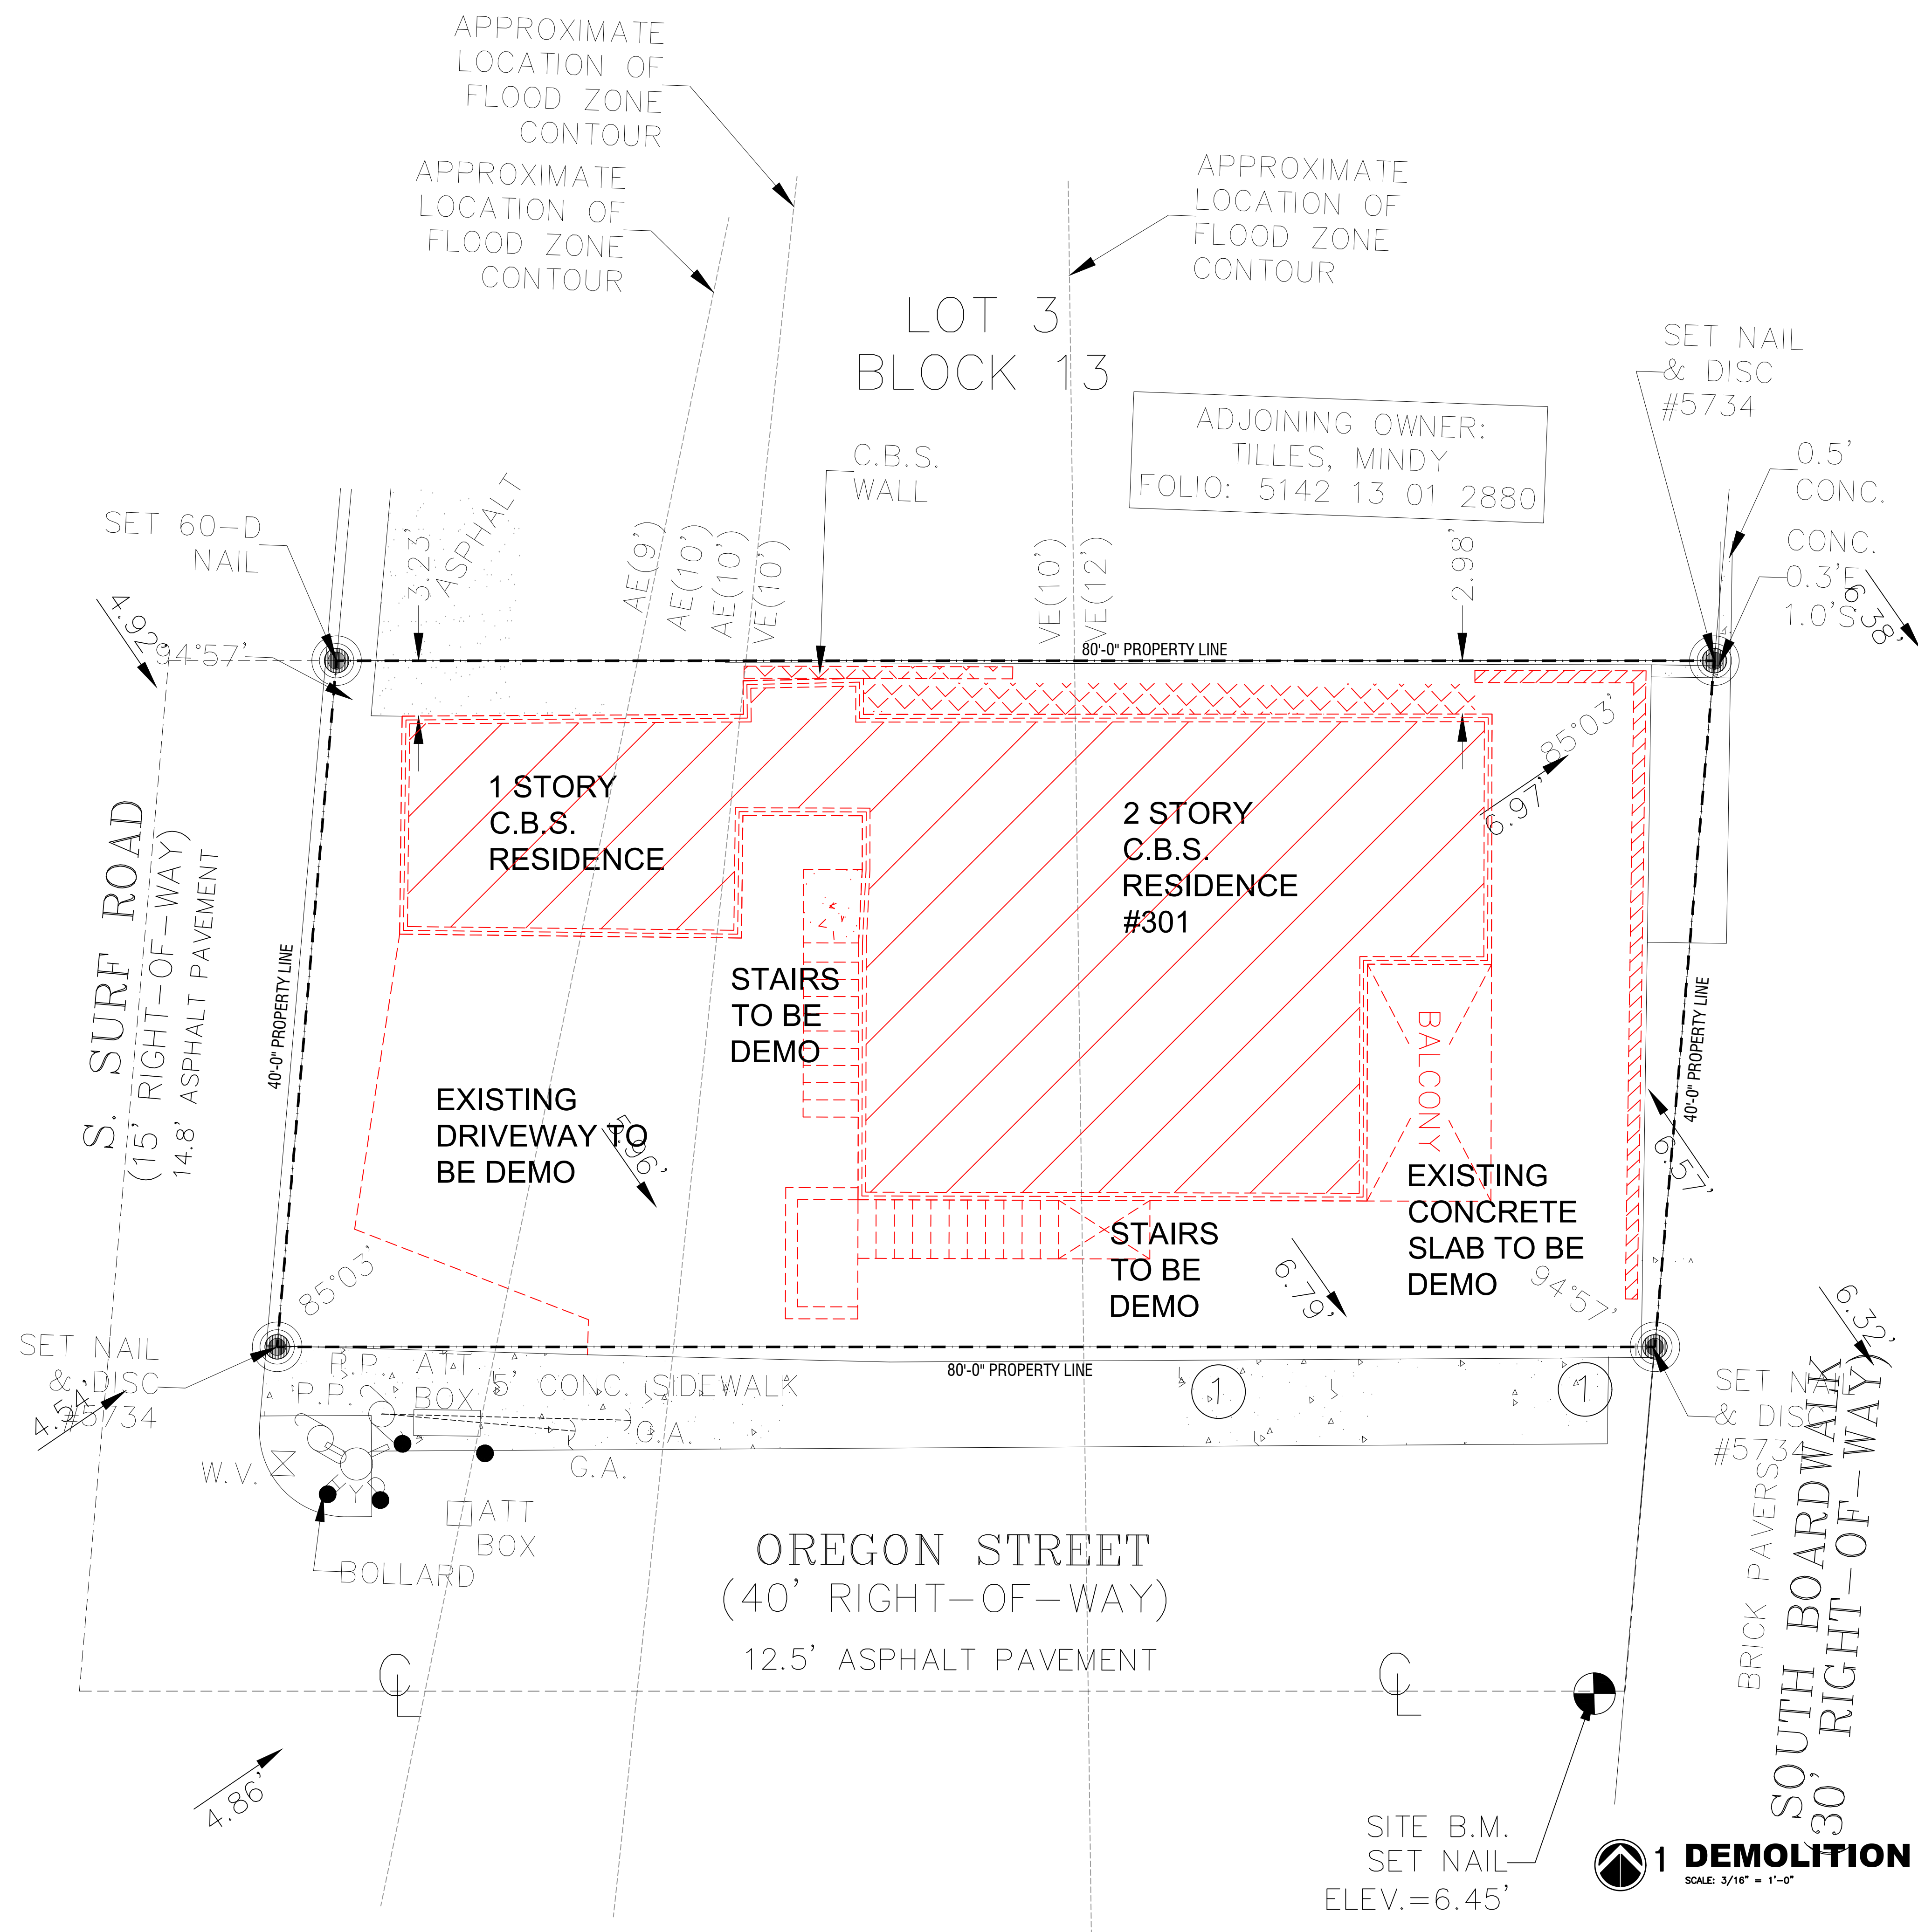 APPROXIMATE
LOCATION OF
FLOOD ZONE
CONTOUR
APPROXIMATE
LOCATION OF
FLOOD ZONE
CONTOUR
APPROXIMATE
LOCATION OF
FLOOD ZONE
CONTOUR
LOT 3
BLOCK 13
SET NAIL
& DISC
#5734
ADJOINING OWNER:
TILLES, MINDY
FOLIO: 5142 13 01 2880
C.B.S.
WALL
0.5'
CONC.
CONC.
0.3'E
1.0'S
6.38'
SET 60-D
NAIL
3.23'
ASPHALT
AE(9')
AE(10')
AE(10')
VE(10')
VE(10')
VE(12')
2.98'
4.92'
94°57'
80'-0" PROPERTY LINE
85°03'
6.97'
1 STORY
C.B.S.
RESIDENCE
2 STORY
C.B.S.
RESIDENCE
#301
S. SURF ROAD
(15' RIGHT-OF-WAY)
14.8' ASPHALT PAVEMENT
40'-0" PROPERTY LINE
STAIRS
TO BE
DEMO
BALCONY
40'-0" PROPERTY LINE
EXISTING
DRIVEWAY TO
BE DEMO
5.96'
6.57'
EXISTING
CONCRETE
SLAB TO BE
DEMO
STAIRS
TO BE
DEMO
85°03'
6.79'
94°57'
6.32'
SET NAIL
& DISC
#5734
4.54'
P.P.
P.P.
ATT
BOX
5' CONC. SIDEWALK
80'-0" PROPERTY LINE
1
1
SET NAIL
& DISC
#5734
G.A.
G.A.
W.V.
HYD
ATT
BOX
BOLLARD
OREGON STREET
(40' RIGHT-OF-WAY)
12.5' ASPHALT PAVEMENT
BRICK PAVERS
SOUTH BOARDWALK
(30' RIGHT-OF-WAY)
CL
CL
4.86'
SITE B.M.
SET NAIL
ELEV.=6.45'
1 DEMOLITION
SCALE: 3/16" = 1'-0"